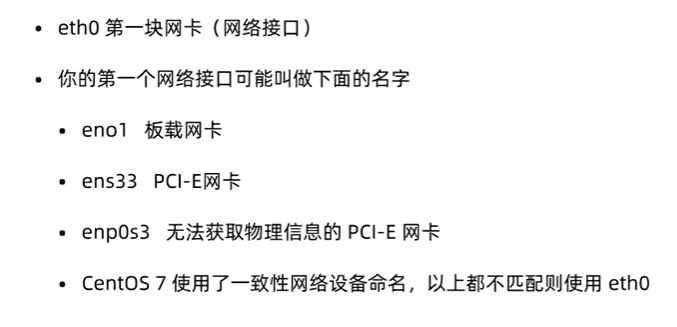 eth0 第一块网卡（网络接口）
你的第一个网络接口可能叫做下面的名字
eno1 板载网卡
ens33 PCI-E网卡
enp0s3 无法获取物理信息的 PCI-E 网卡
CentOS 7 使用了一致性网络设备命名，以上都不匹配则使用 eth0